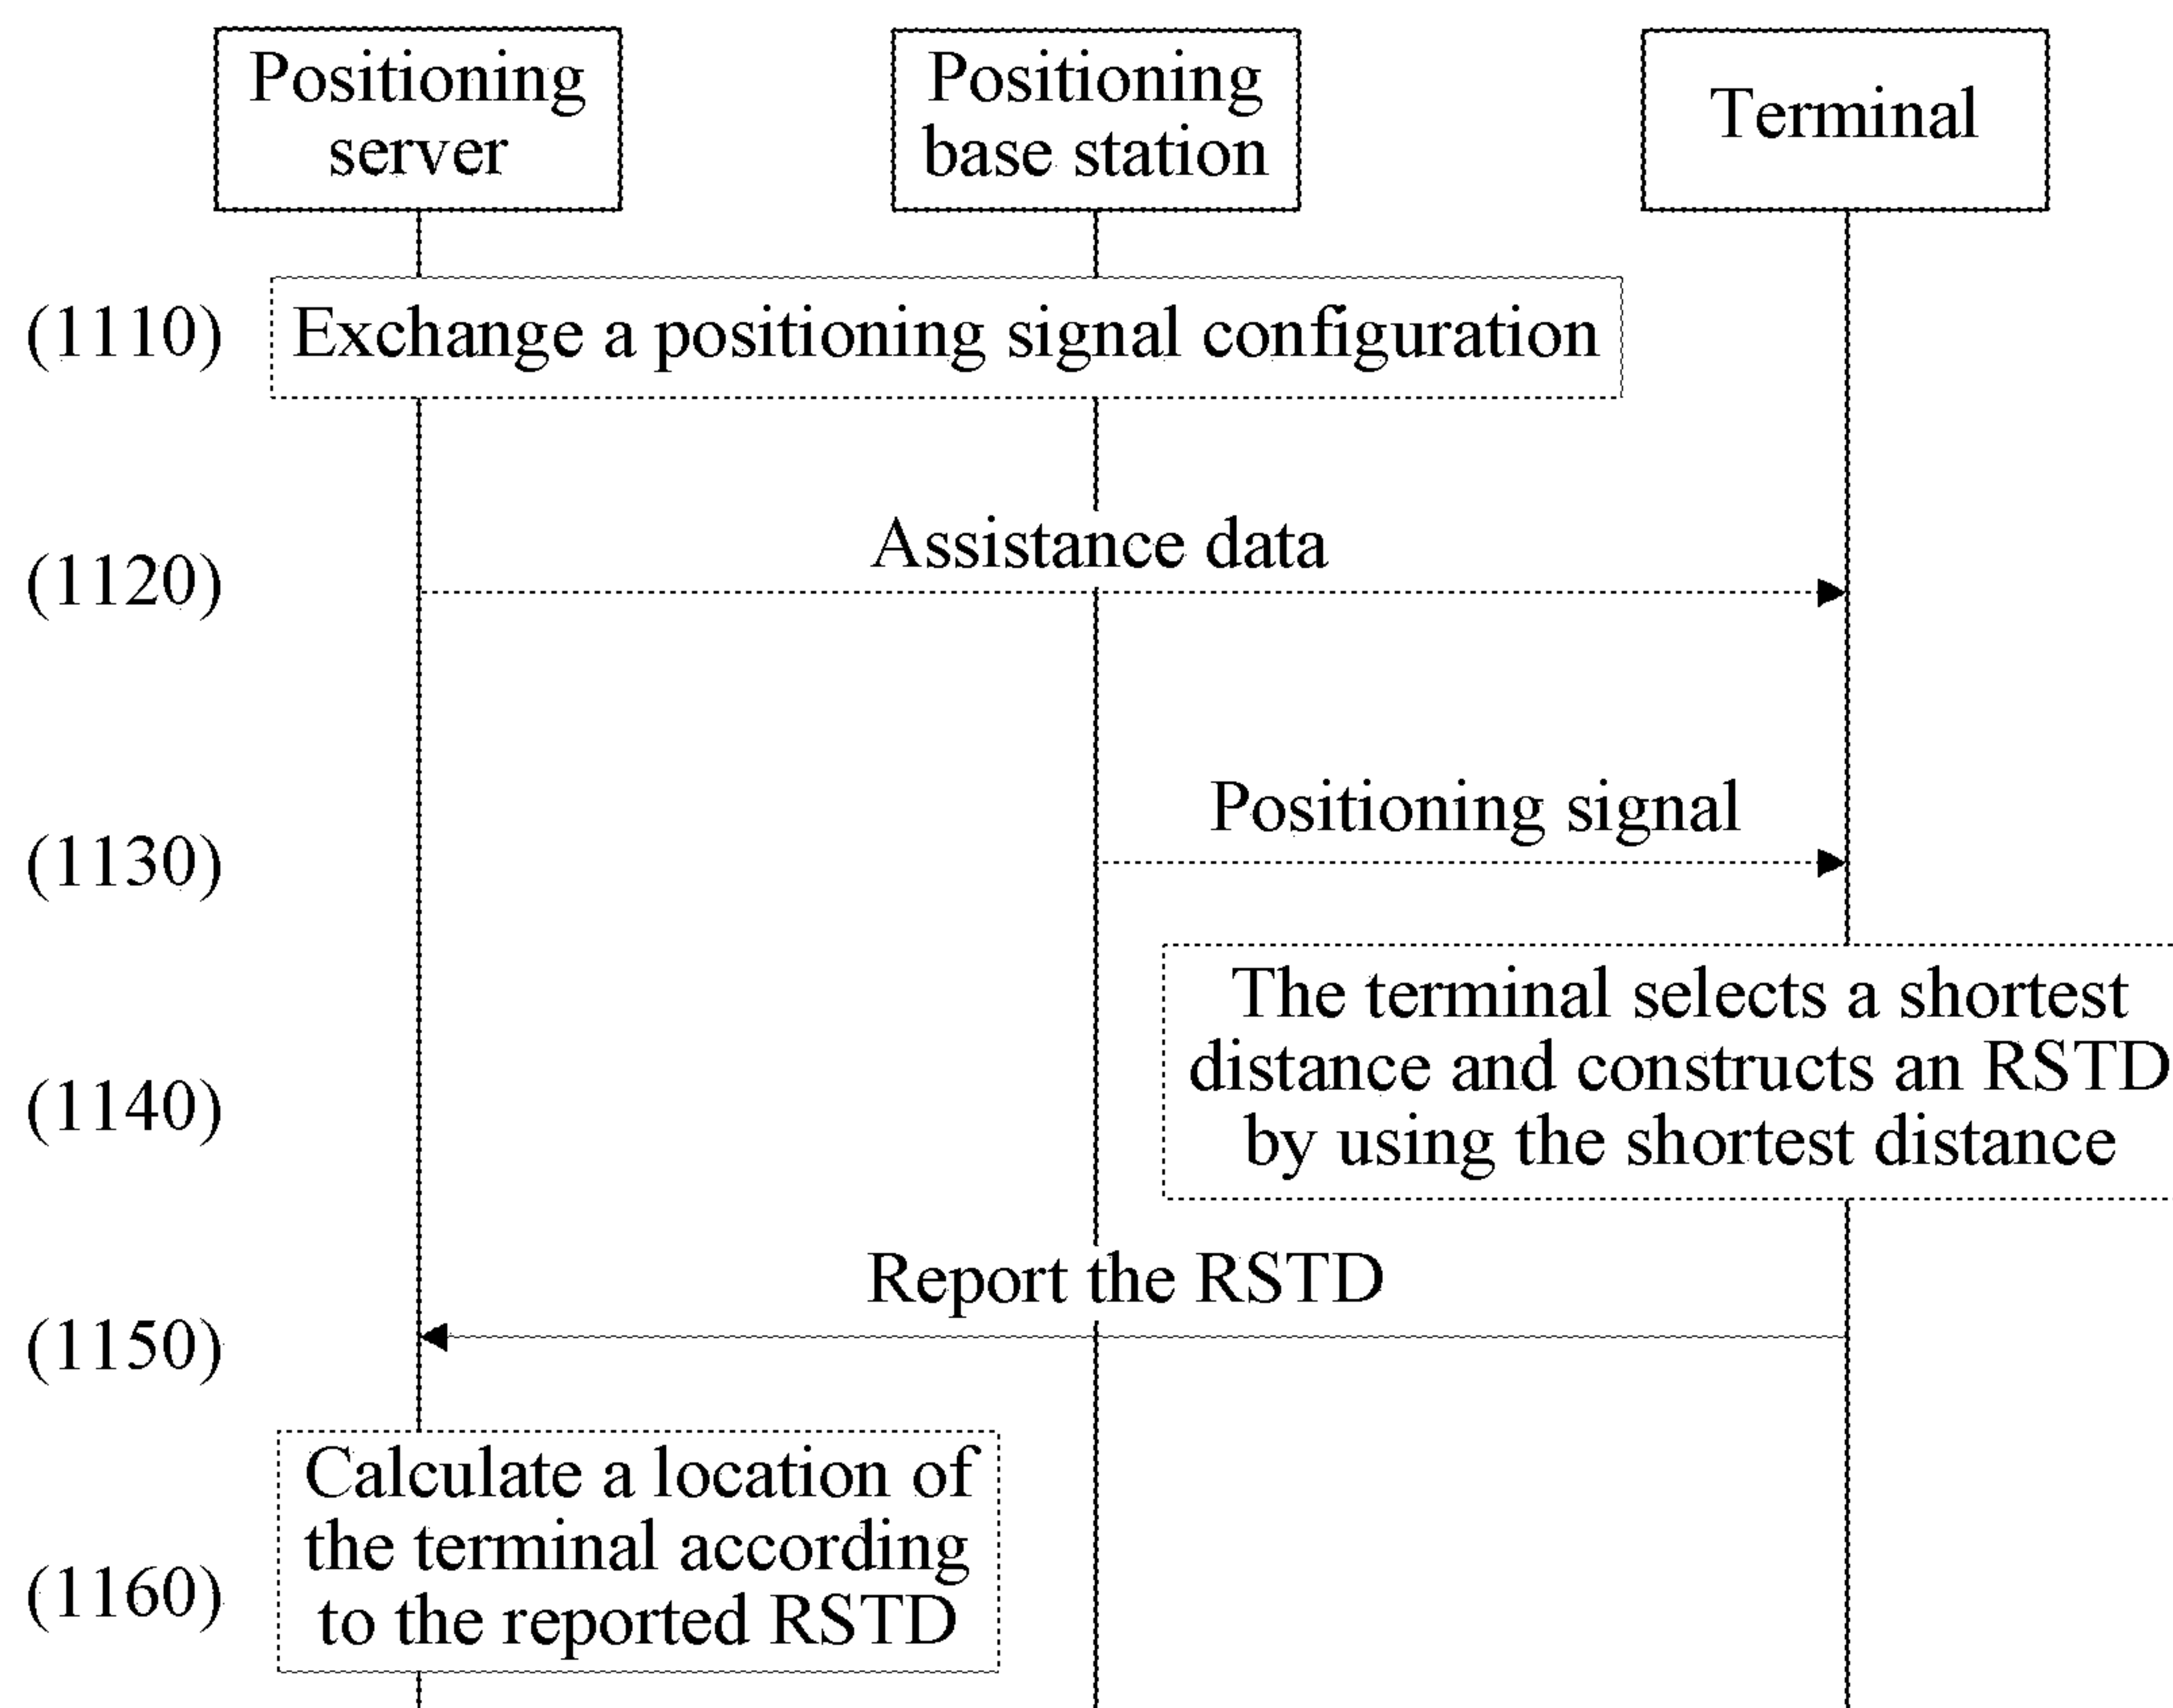 Positioning
server
Positioning
base station
Terminal
(1110)
Exchange a positioning signal configuration
(1120)
Assistance data
(1130)
Positioning signal
(1140)
The terminal selects a shortest
distance and constructs an RSTD
by using the shortest distance
(1150)
Report the RSTD
(1160)
Calculate a location of
the terminal according
to the reported RSTD